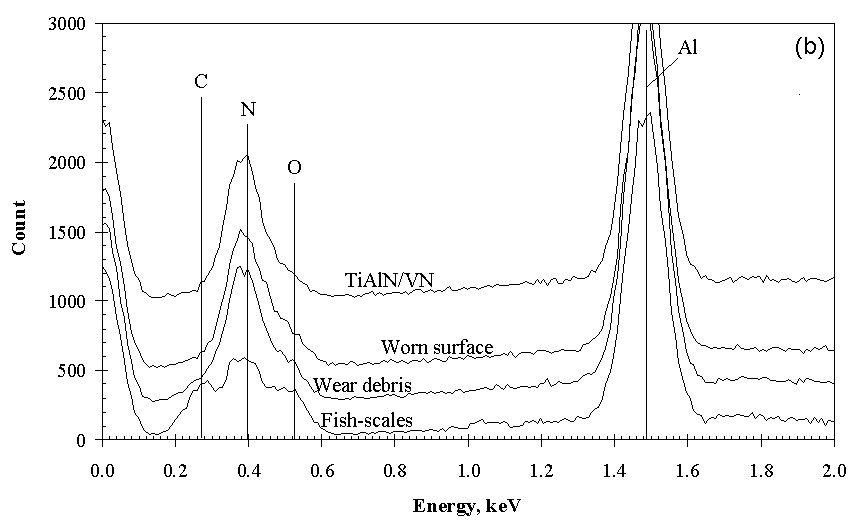 3000
(b)
Al
C
2500
N
O
2000
Count
1500
TiAlN/VN
1000
Worn surface
500
Wear debris
Fish-scales
0
0.0 0.2 0.4 0.6 0.8 1.0 1.2 1.4 1.6 1.8 2.0
Energy, keV